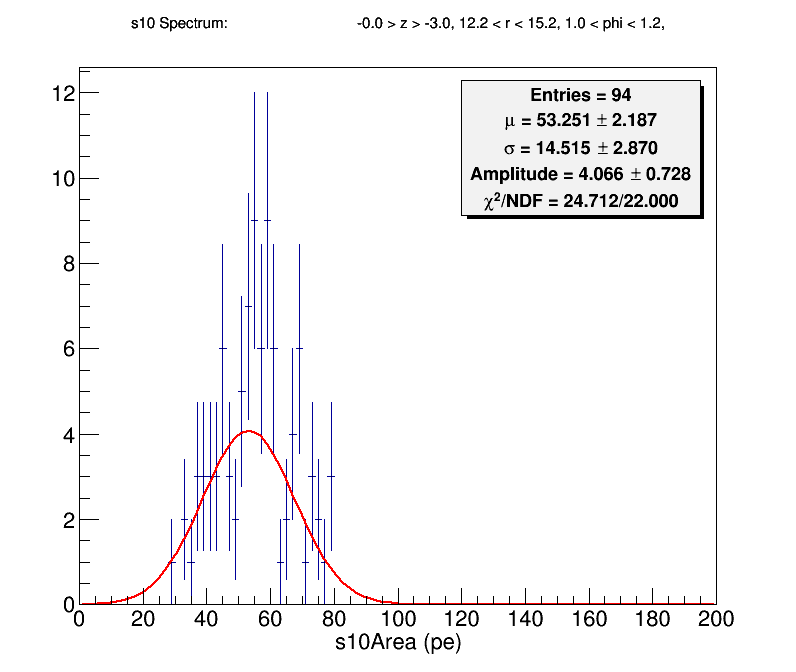 s10 Spectrum: -0.0 > z > -3.0, 12.2 < r < 15.2, 1.0 < phi < 1.2,
Entries = 94
μ = 53.251 ± 2.187
σ = 14.515 ± 2.870
Amplitude = 4.066 ± 0.728
χ²/NDF = 24.712/22.000
12
10
8
6
4
2
0
0 20 40 60 80 100 120 140 160 180 200
s10Area (pe)